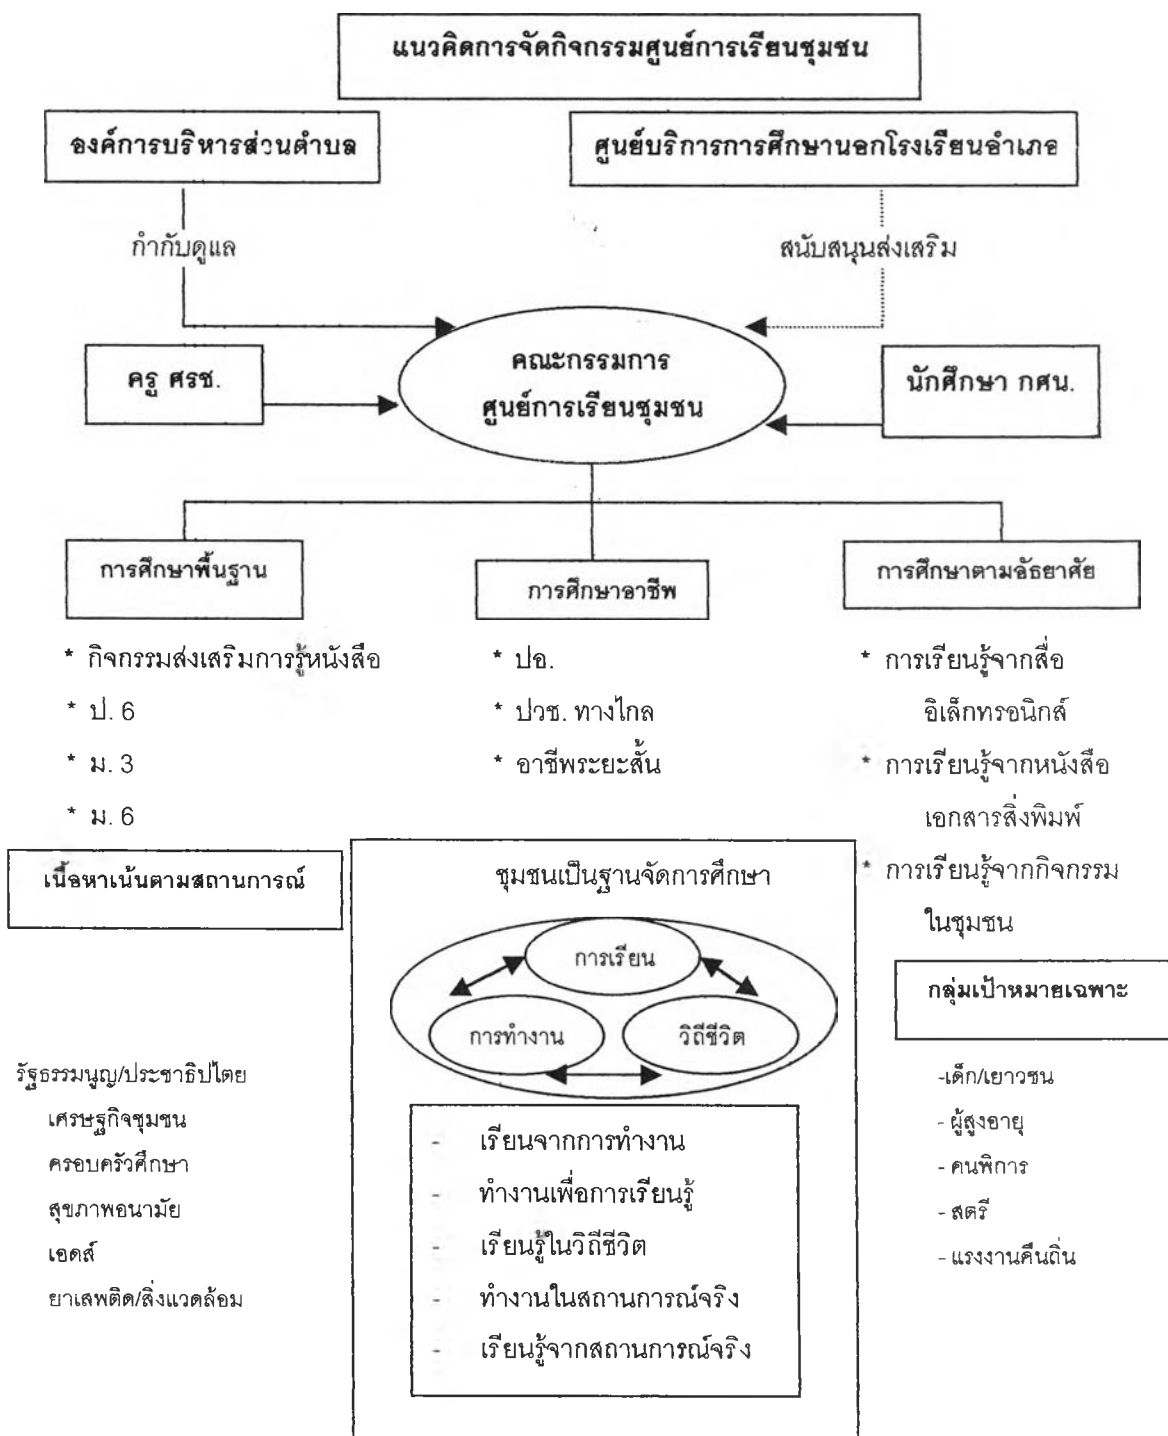 แนวคิดการจัดกิจกรรมศูนย์การเรียนชุมชน
องค์การบริหารส่วนตำบล
ศูนย์บริการการศึกษานอกโรงเรียนอำเภอ
กำกับดูแล
สนับสนุนส่งเสริม
ครู ศรช.
คณะกรรมการ
ศูนย์การเรียนชุมชน
นักศึกษา กศน.
การศึกษาพื้นฐาน
* กิจกรรมส่งเสริมการรู้หนังสือ
* ป. 6
* ม. 3
* ม. 6
การศึกษาอาชีพ
* ปอ.
* ปวช. ทางไกล
* อาชีพระยะสั้น
การศึกษาตามอัธยาศัย
* การเรียนรู้จากสื่อ
อิเล็กทรอนิกส์
* การเรียนรู้จากหนังสือ
เอกสารสิ่งพิมพ์
* การเรียนรู้จากกิจกรรม
ในชุมชน
เนื้อหาเน้นตามสถานการณ์
รัฐธรรมนูญ/ประชาธิปไตย
เศรษฐกิจชุมชน
ครอบครัวศึกษา
สุขภาพอนามัย
เอดส์
ยาเสพติด/สิ่งแวดล้อม
ชุมชนเป็นฐานจัดการศึกษา
การเรียน
การทำงาน
วิถีชีวิต
- เรียนจากการทำงาน
- ทำงานเพื่อการเรียนรู้
- เรียนรู้ในวิถีชีวิต
- ทำงานในสถานการณ์จริง
- เรียนรู้จากสถานการณ์จริง
กลุ่มเป้าหมายเฉพาะ
-เด็ก/เยาวชน
- ผู้สูงอายุ
- คนพิการ
- สตรี
- แรงงานคืนถิ่น